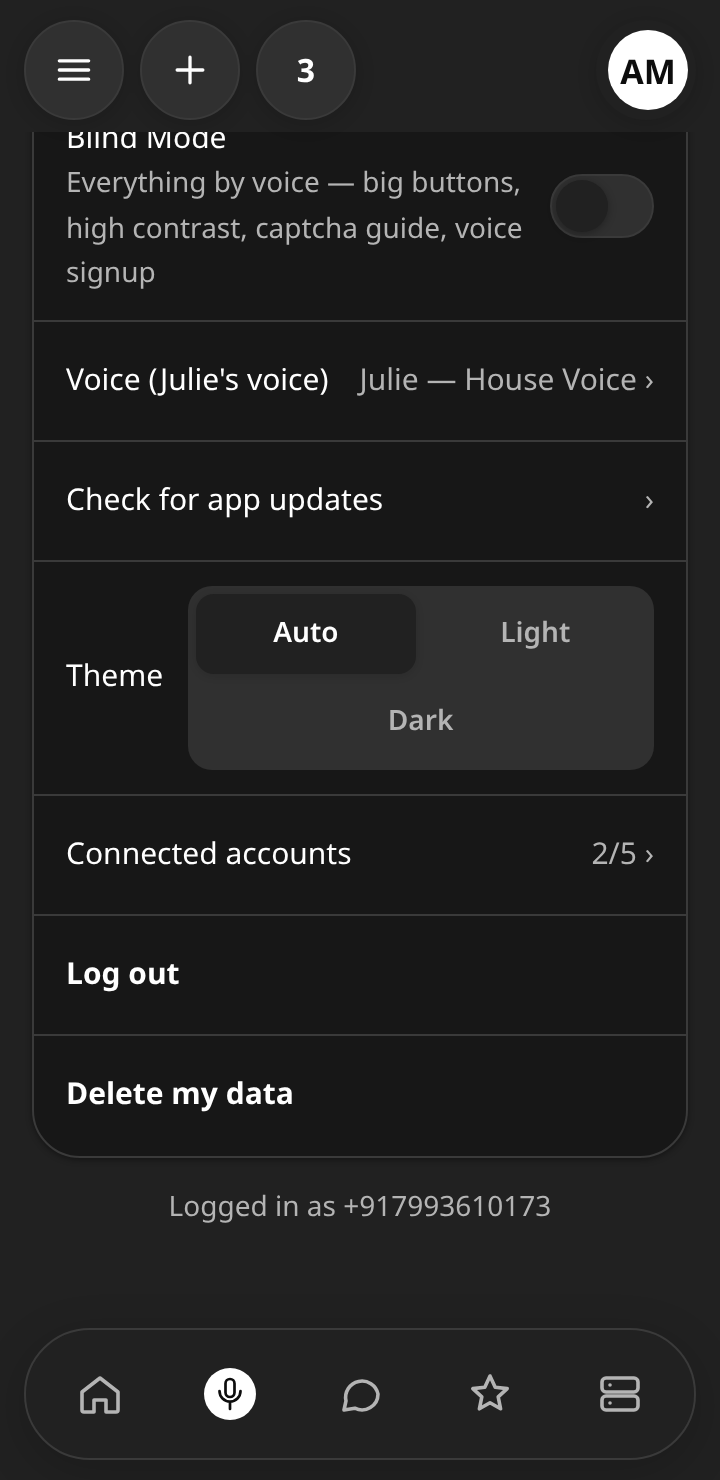 3
AM
Blind Mode
Everything by voice — big buttons,
high contrast, captcha guide, voice
signup
Voice (Julie's voice) Julie — House Voice ›
Check for app updates ›
Auto Light
Theme
Dark
Connected accounts 2/5 ›
Log out
Delete my data
Logged in as +917993610173